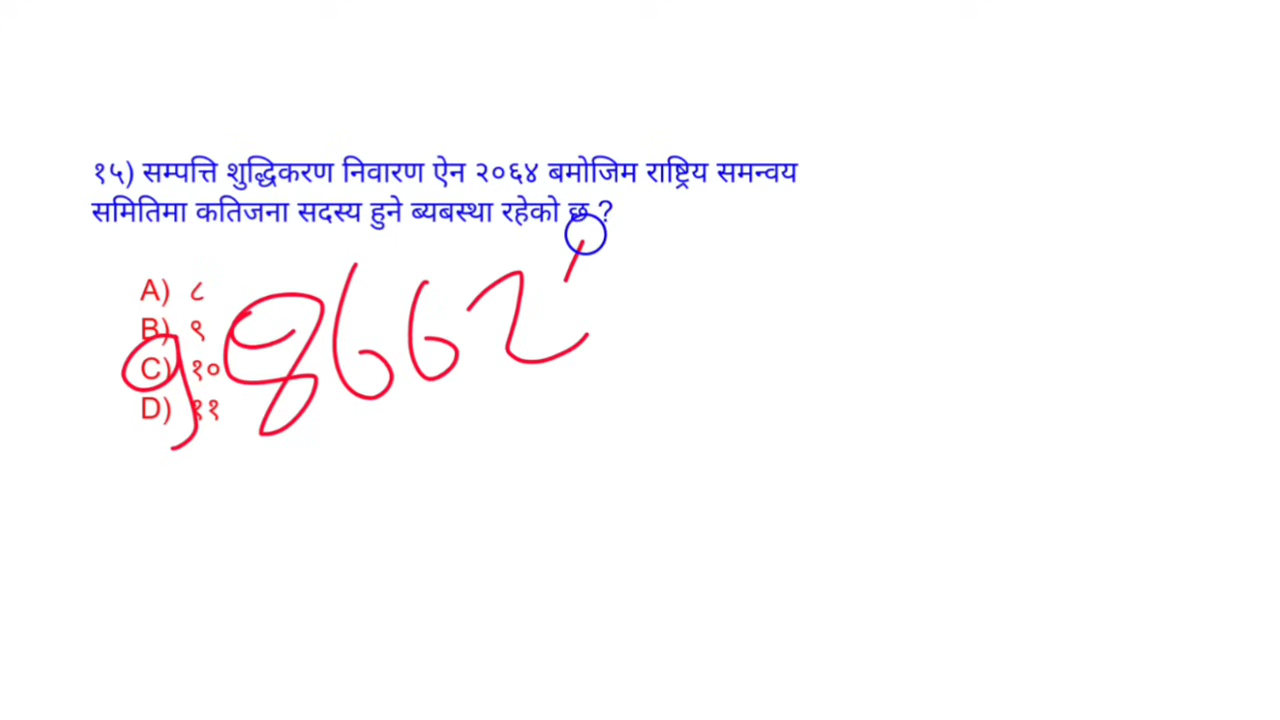 १५) सम्पत्ति शुद्धिकरण निवारण ऐन २०६४ बमोजिम राष्ट्रिय समन्वय
समितिमा कतिजना सदस्य हुने ब्यबस्था रहेको छ ?
A) ८
B) ९
C) १०
D) ११
98662